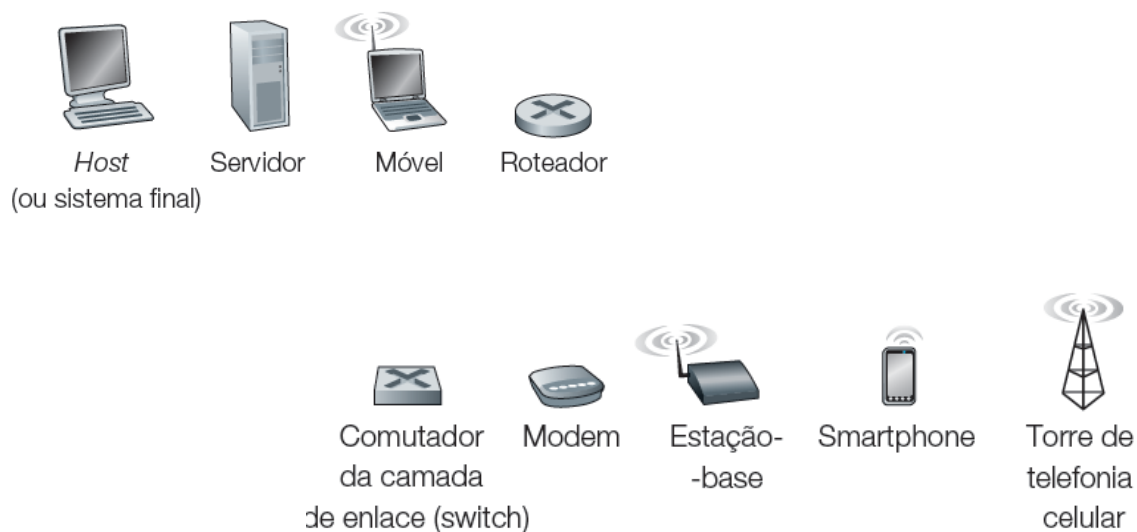 Host
(ou sistema final)
Servidor
Móvel
Roteador
Comutador
da camada
de enlace (switch)
Modem
Estação-
-base
Smartphone
Torre de
telefonia
celular